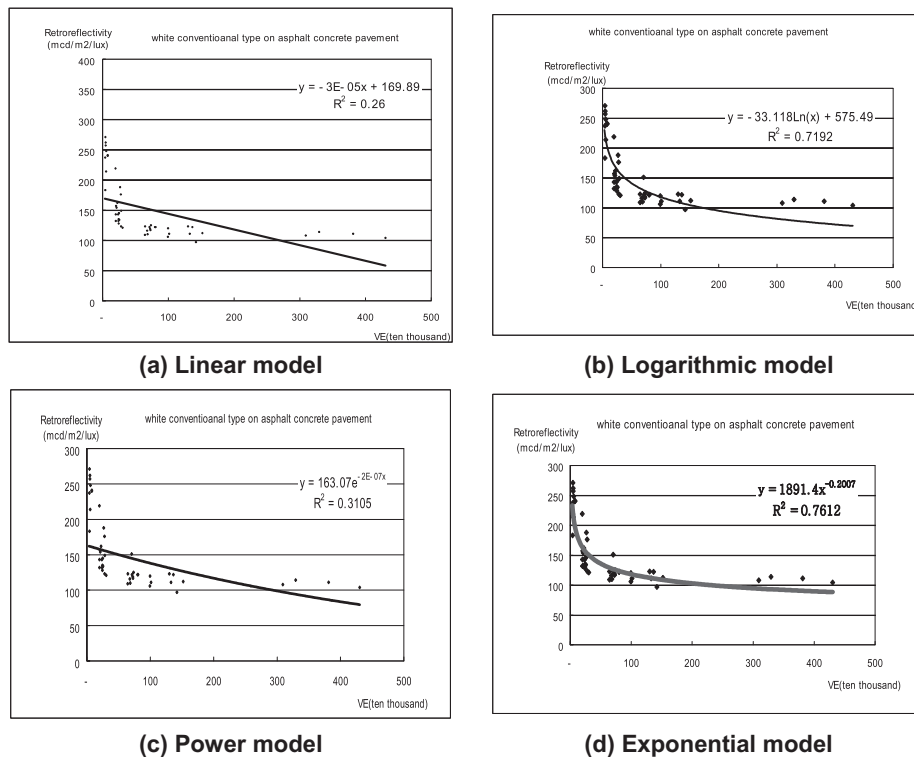 Retroreflectivity
(mcd/m2/lux)
white conventioanal type on asphalt concrete pavement
400
350
300
250
200
150
100
50
0
y = - 3E- 05x + 169.89
R² = 0.26
- 100 200 300 400 500
VE(ten thousand)
(a) Linear model
white conventioanal type on asphalt concrete pavement
Retroreflectivity
(mcd/m2/lux)
300
250
200
150
100
50
0
y = - 33.118Ln(x) + 575.49
R² = 0.7192
- 100 200 300 400 500
VE(ten thousand
(b) Logarithmic model
white conventioanal type on asphalt concrete pavement
Retroreflectivity
(mcd/m2/lux)
300
250
200
150
100
50
0
y = 163.07e^-2E-07x
R² = 0.3105
- 100 200 300 400 500
VE(ten thousand)
(c) Power model
white conventioanal type on asphalt concrete pavement
Retroreflectivity
(mcd/m2/lux)
300
250
200
150
100
50
0
y = 1891.4x^-0.2007
R² = 0.7612
- 100 200 300 400 500
VE(ten thousand)
(d) Exponential model